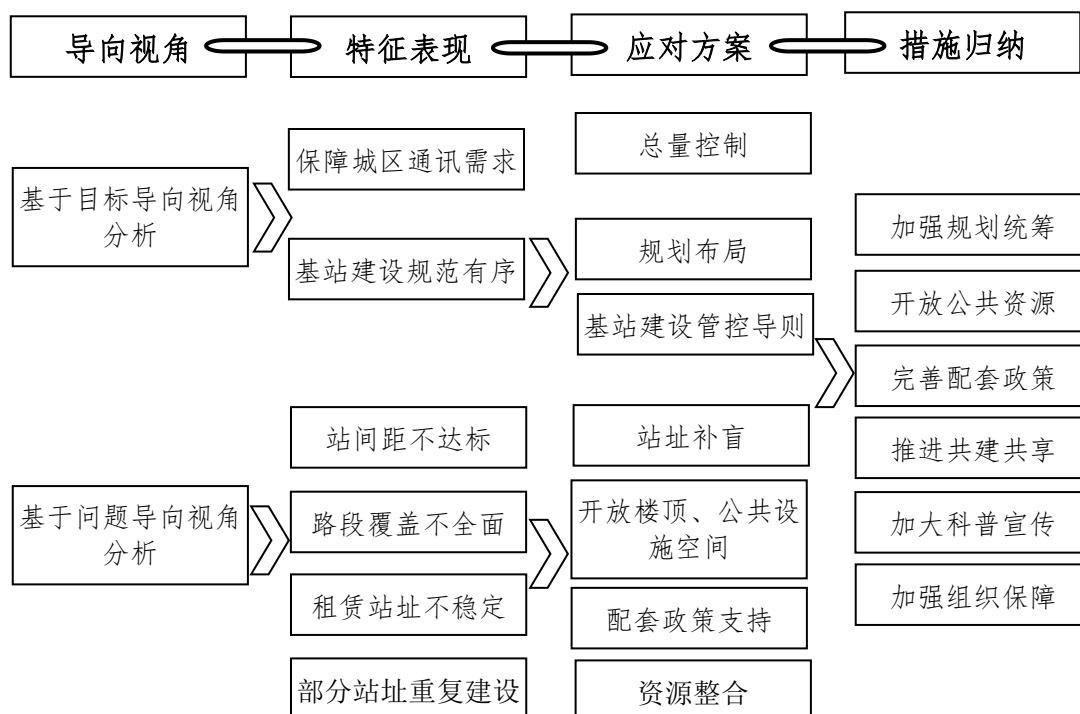 导向视角
特征表现
应对方案
措施归纳
基于目标导向视角
分析
保障城区通讯需求
基站建设规范有序
总量控制
规划布局
基站建设管控导则
基于问题导向视角
分析
站间距不达标
路段覆盖不全面
租赁站址不稳定
部分站址重复建设
站址补盲
开放楼顶、公共设
施空间
配套政策支持
资源整合
加强规划统筹
开放公共资源
完善配套政策
推进共建共享
加大科普宣传
加强组织保障